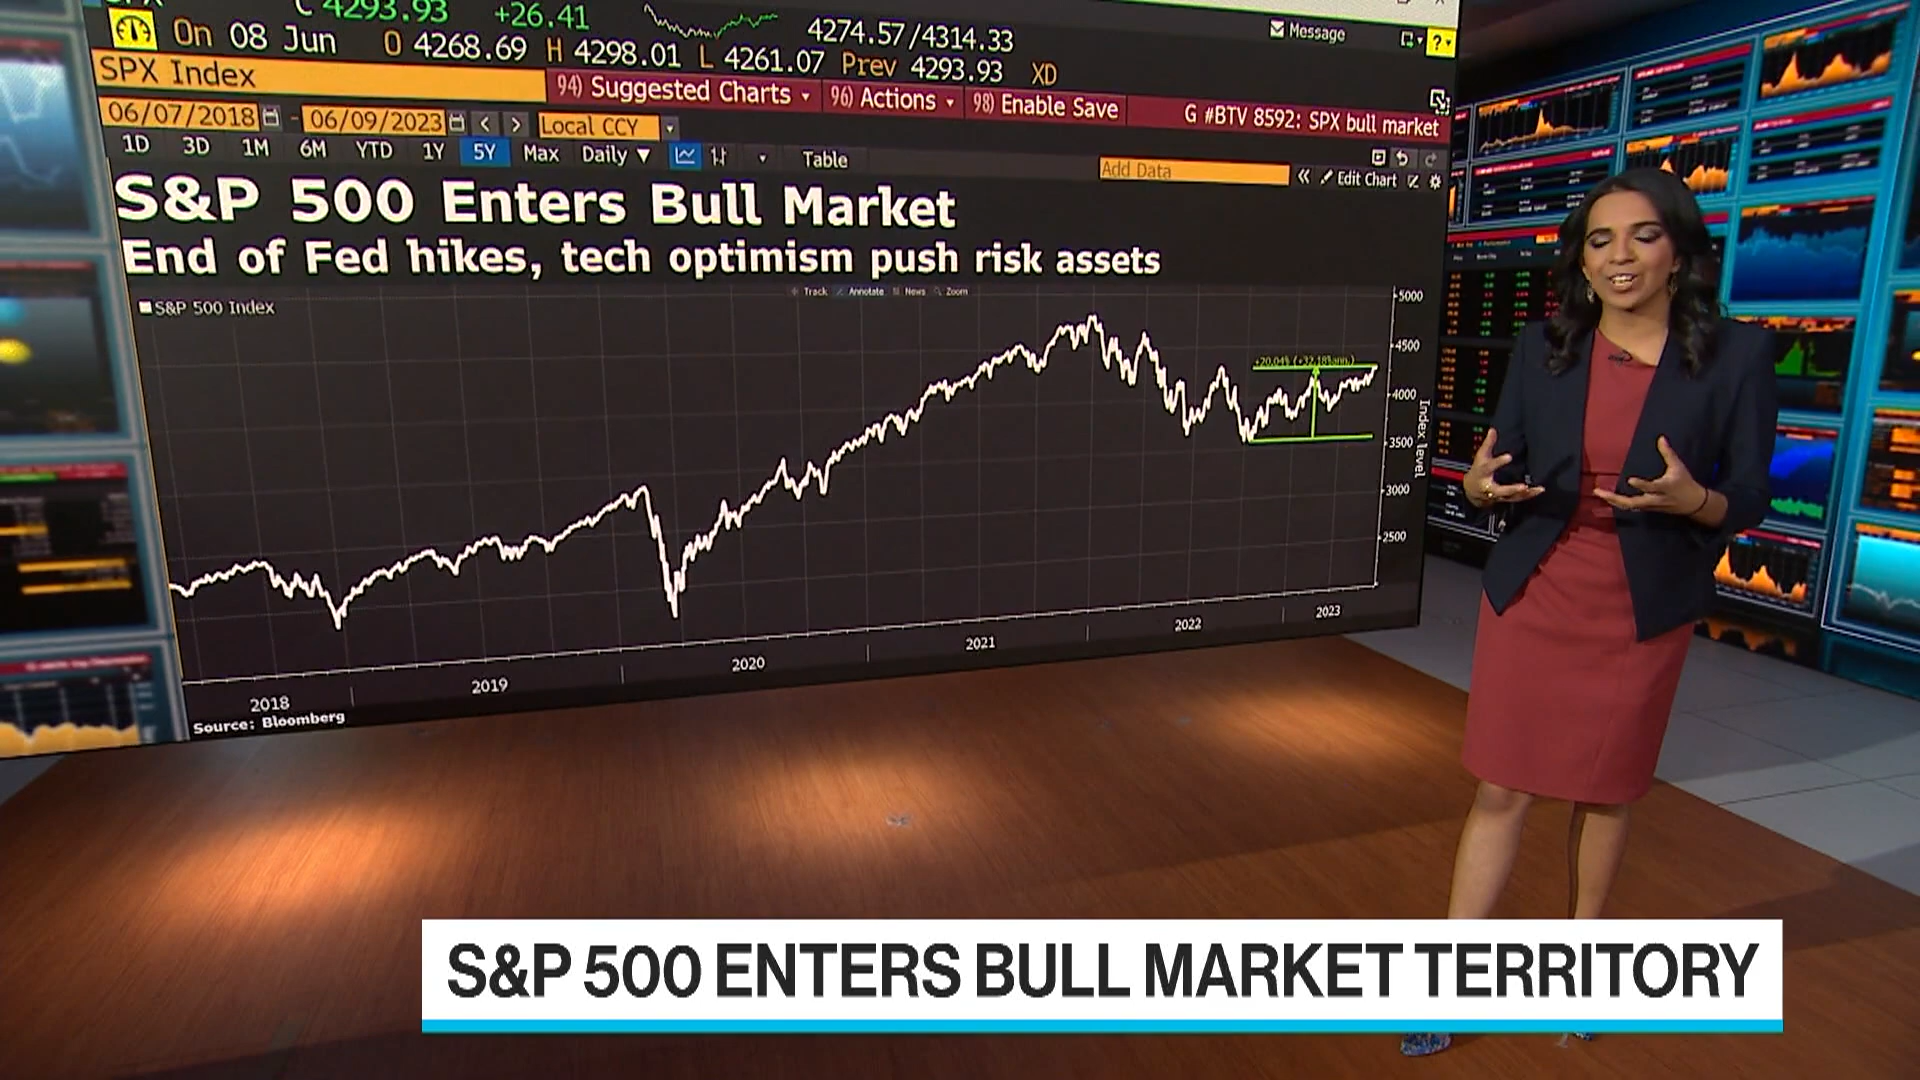 C 4293.93 +26.41 4274.57/4314.33
On 08 Jun O 4268.69 H 4298.01 L 4261.07 Prev 4293.93 XD
Message
?
SPX Index 94) Suggested Charts 96) Actions 98) Enable Save G #BTV 8592: SPX bull market
06/07/2018 - 06/09/2023 < > Local CCY
1D 3D 1M 6M YTD 1Y 5Y Max Daily Table
Add Data « Edit Chart
S&P 500 Enters Bull Market
End of Fed hikes, tech optimism push risk assets
Track Annotate News Zoom
S&P 500 Index
5000
4500
+20.04% (+32.18% ann.)
4000
3500
3000
2500
Index level
2018 2019 2020 2021 2022 2023
Source: Bloomberg
S&P 500 ENTERS BULL MARKET TERRITORY